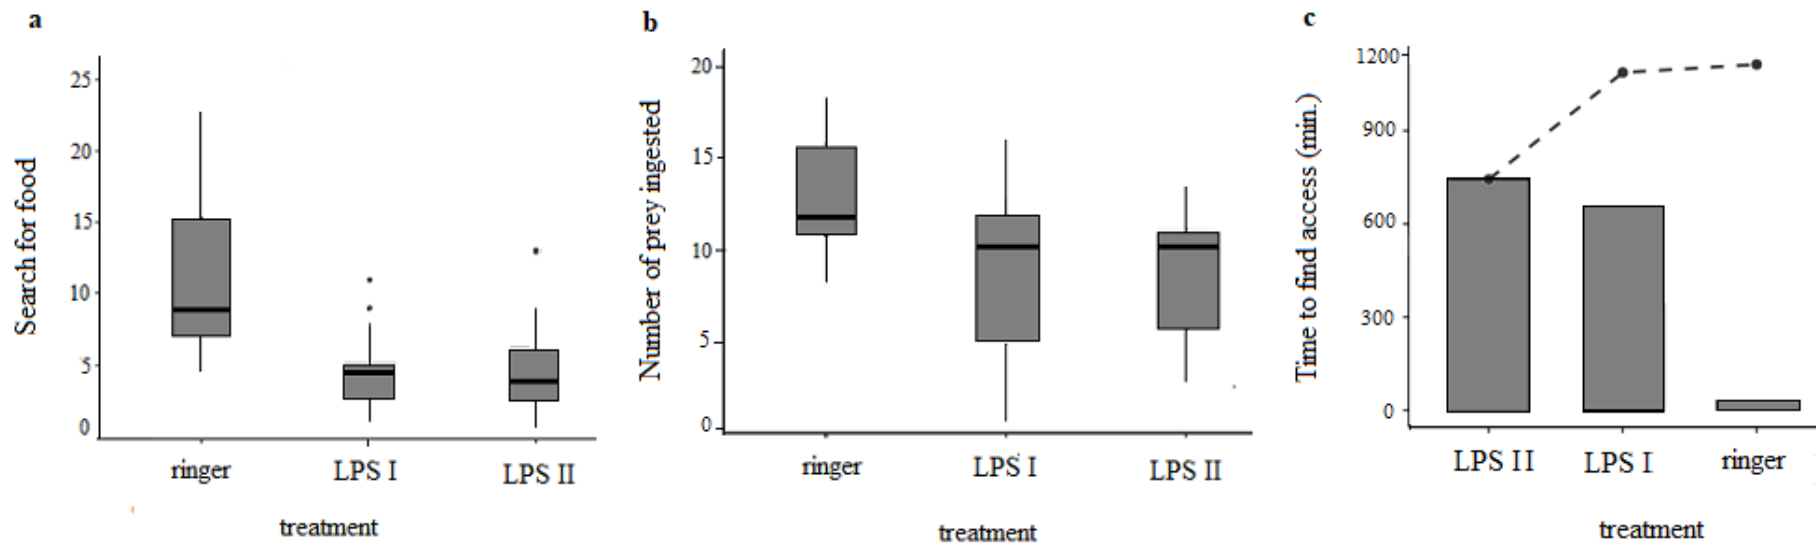 a
Search for food
25
20
15
10
5
0
ringer
LPS I
LPS II
treatment
b
Number of prey ingested
20
15
10
5
0
ringer
LPS I
LPS II
treatment
c
Time to find access (min.)
1200
900
600
300
0
LPS II
LPS I
ringer
treatment